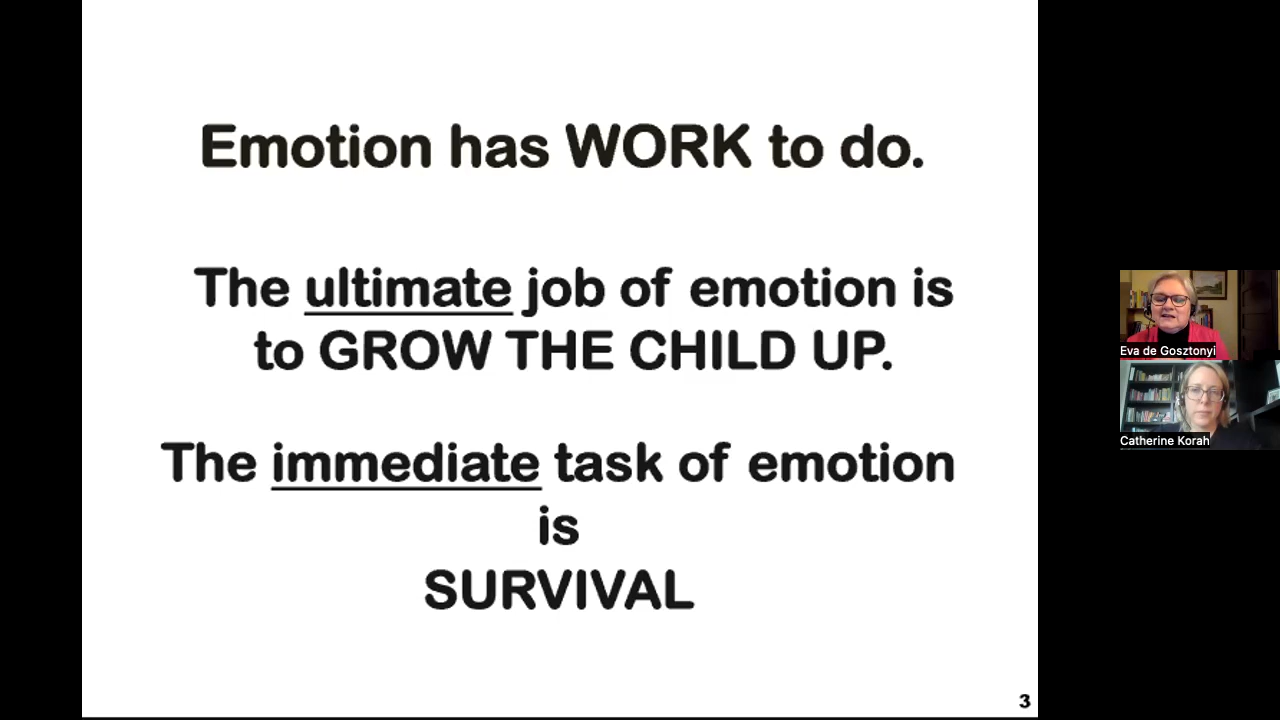 Emotion has WORK to do.
The ultimate job of emotion is
to GROW THE CHILD UP.
The immediate task of emotion
is
SURVIVAL
3
Eva de Gosztonyi
Catherine Korah